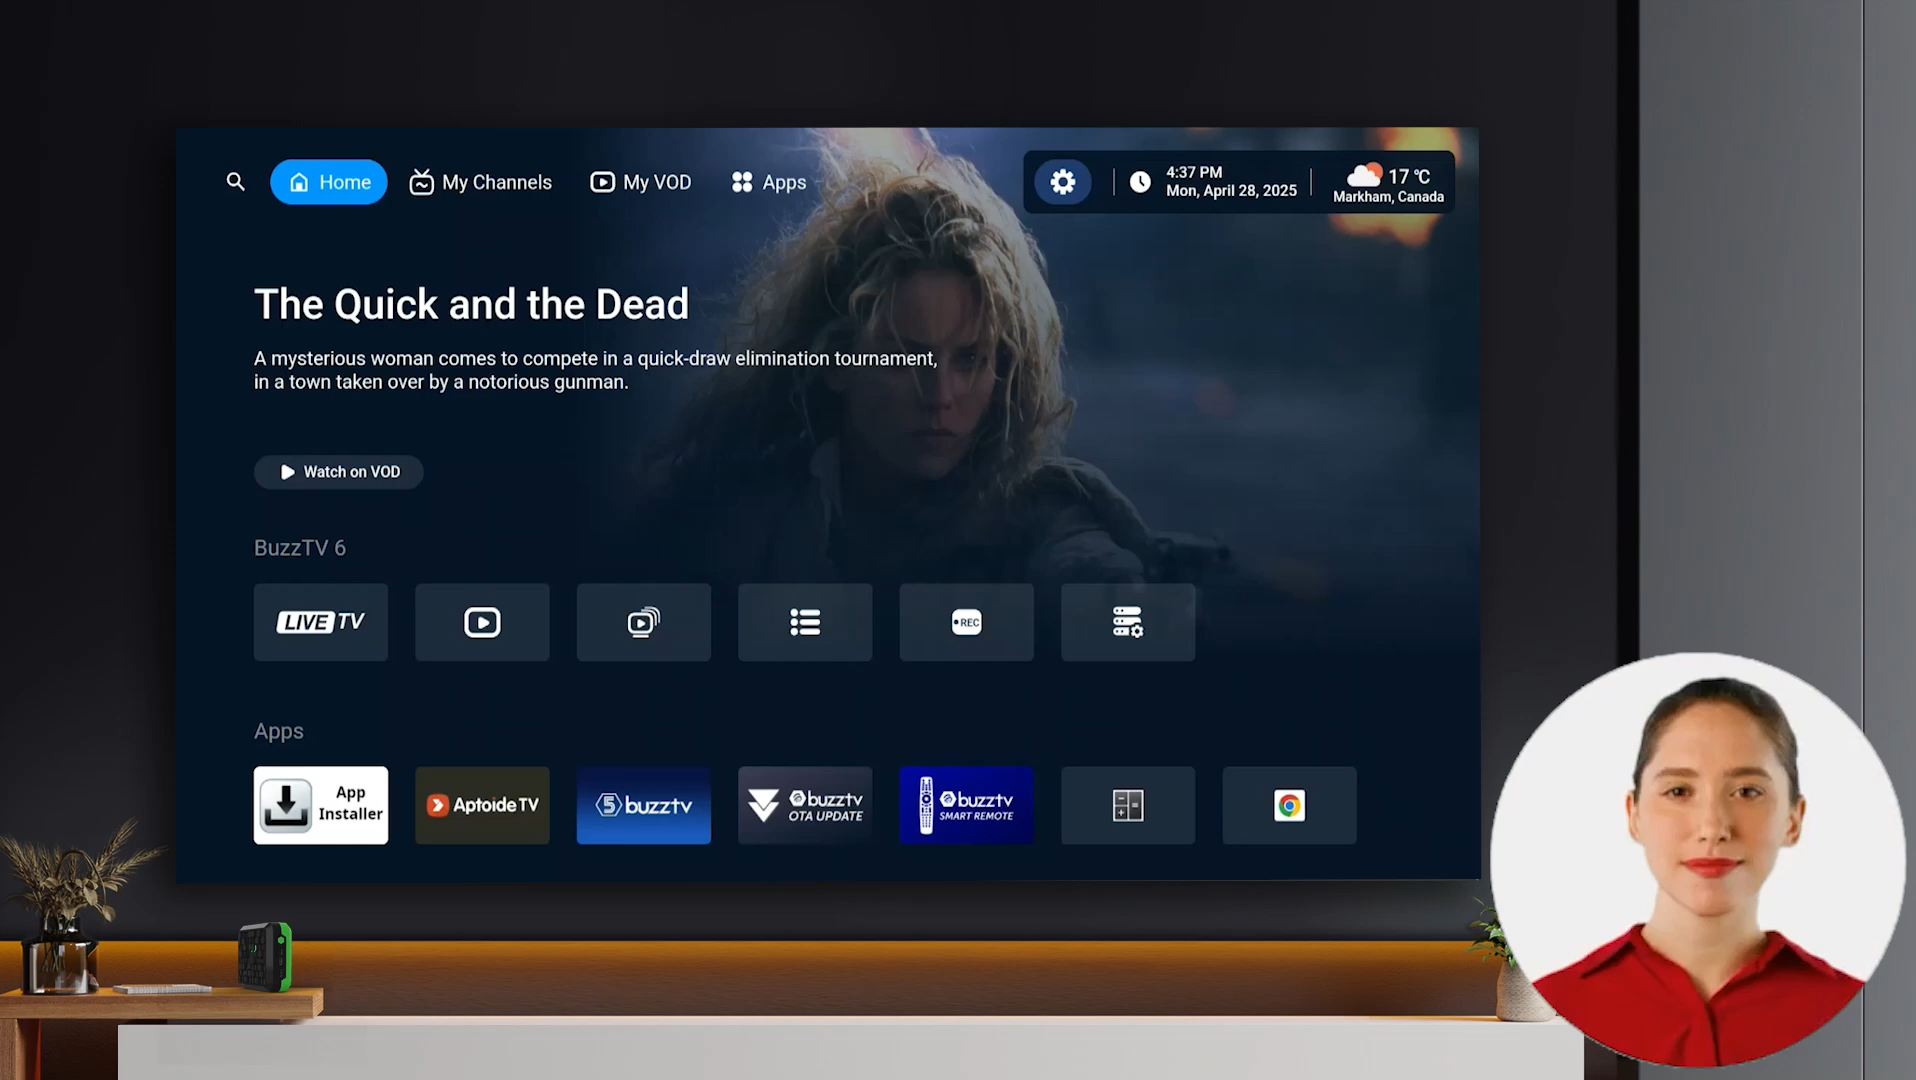 Home
My Channels
My VOD
Apps
4:37 PM
Mon, April 28, 2025
17 ℃
Markham, Canada
The Quick and the Dead
A mysterious woman comes to compete in a quick-draw elimination tournament,
in a town taken over by a notorious gunman.
Watch on VOD
BuzzTV 6
LIVE TV
REC
Apps
App
Installer
Aptoide TV
5 buzztv
buzztv
OTA UPDATE
buzztv
SMART REMOTE